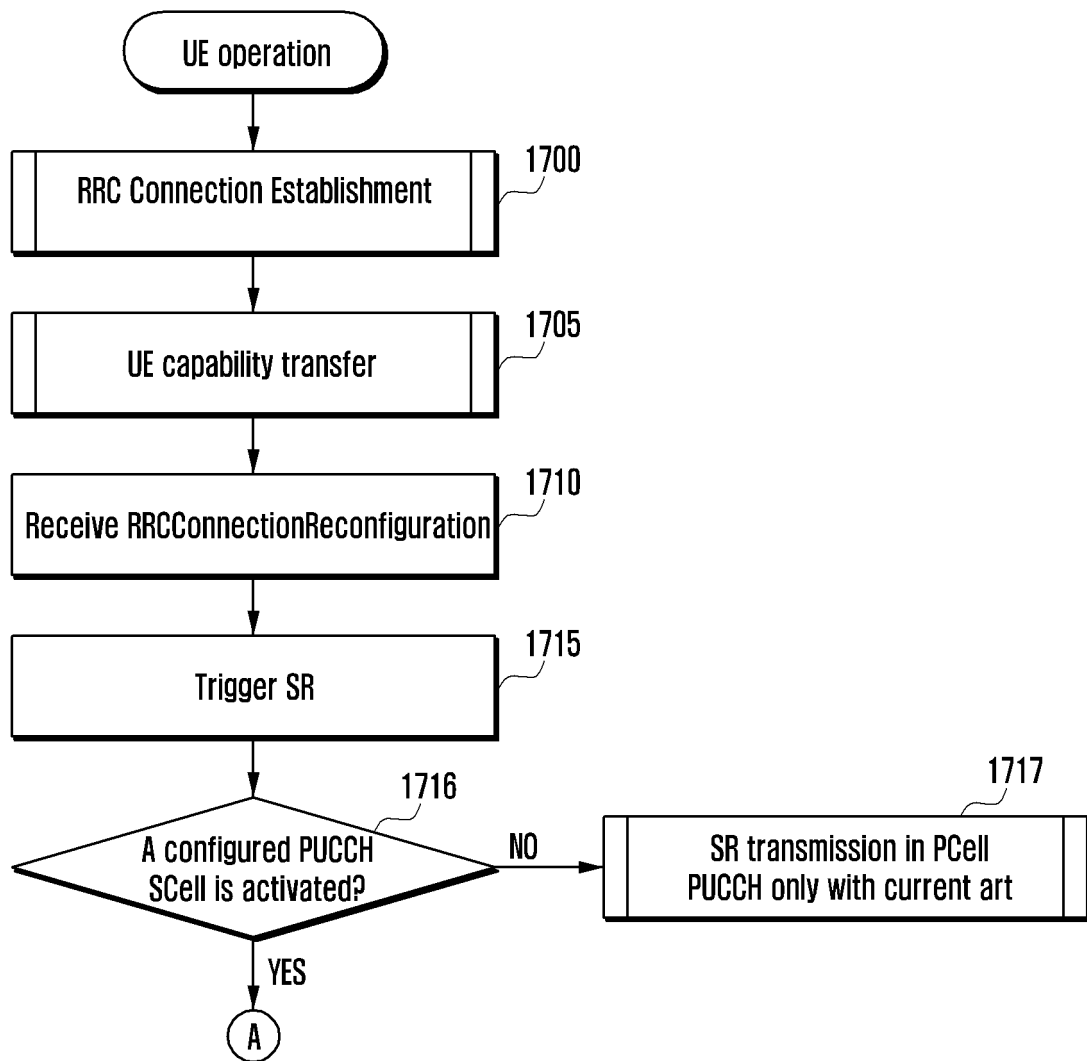 UE operation
1700
RRC Connection Establishment
1705
UE capability transfer
1710
Receive RRCConnectionReconfiguration
1715
Trigger SR
1716
1717
A configured PUCCH
SCell is activated?
NO
SR transmission in PCell
PUCCH only with current art
YES
A